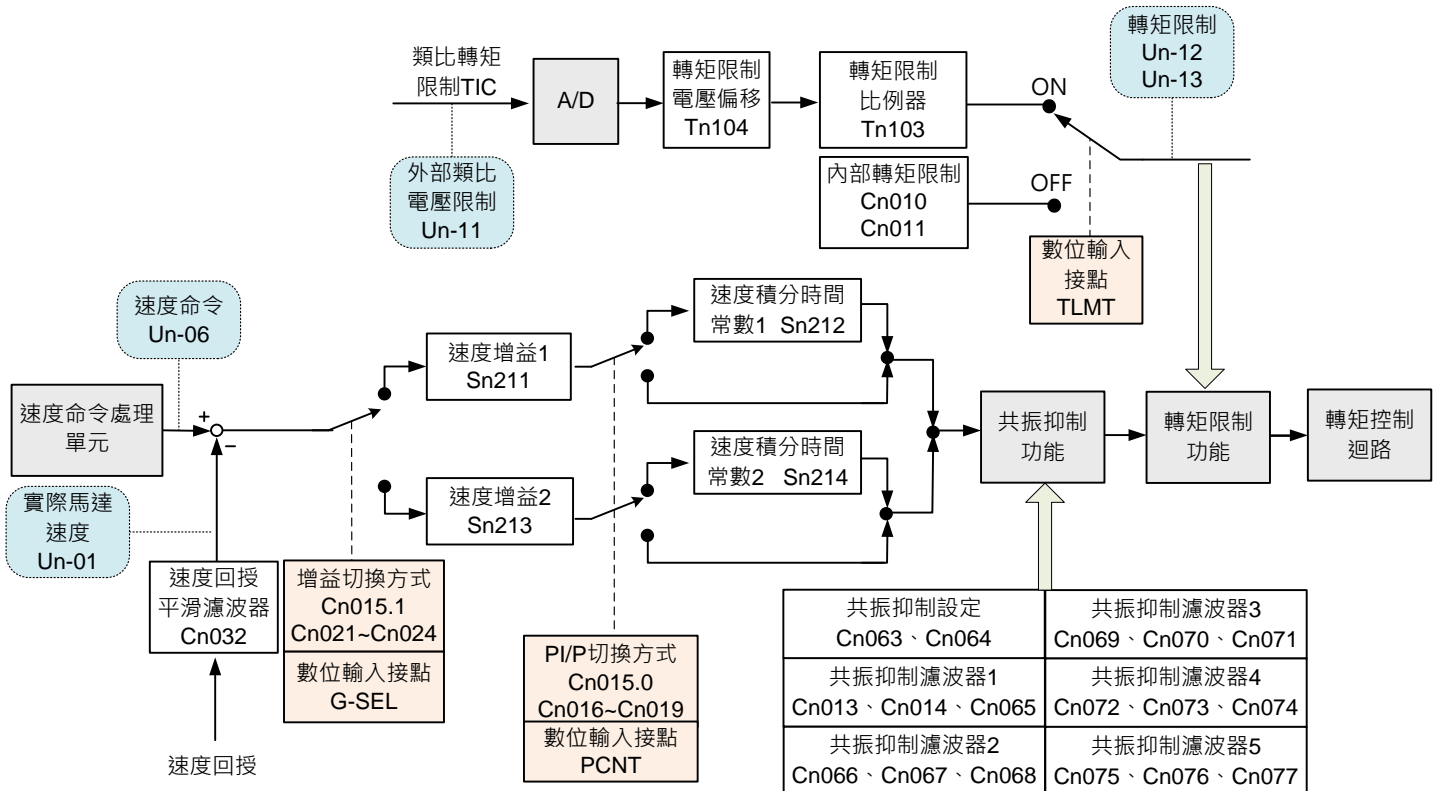 類比轉矩
限制TIC
A/D
轉矩限制
電壓偏移
Tn104
轉矩限制
比例器
Tn103
ON
轉矩限制
Un-12
Un-13
外部類比
電壓限制
Un-11
內部轉矩限制
Cn010
Cn011
OFF
數位輸入
接點
TLMT
速度命令
Un-06
速度命令處理
單元
+
−
實際馬達
速度
Un-01
速度增益1
Sn211
速度積分時間
常數1 Sn212
速度增益2
Sn213
速度積分時間
常數2 Sn214
共振抑制
功能
轉矩限制
功能
轉矩控制
迴路
速度回授
平滑濾波器
Cn032
速度回授
增益切換方式
Cn015.1
Cn021~Cn024
數位輸入接點
G-SEL
PI/P切換方式
Cn015.0
Cn016~Cn019
數位輸入接點
PCNT
共振抑制設定
Cn063、Cn064
共振抑制濾波器3
Cn069、Cn070、Cn071
共振抑制濾波器1
Cn013、Cn014、Cn065
共振抑制濾波器4
Cn072、Cn073、Cn074
共振抑制濾波器2
Cn066、Cn067、Cn068
共振抑制濾波器5
Cn075、Cn076、Cn077